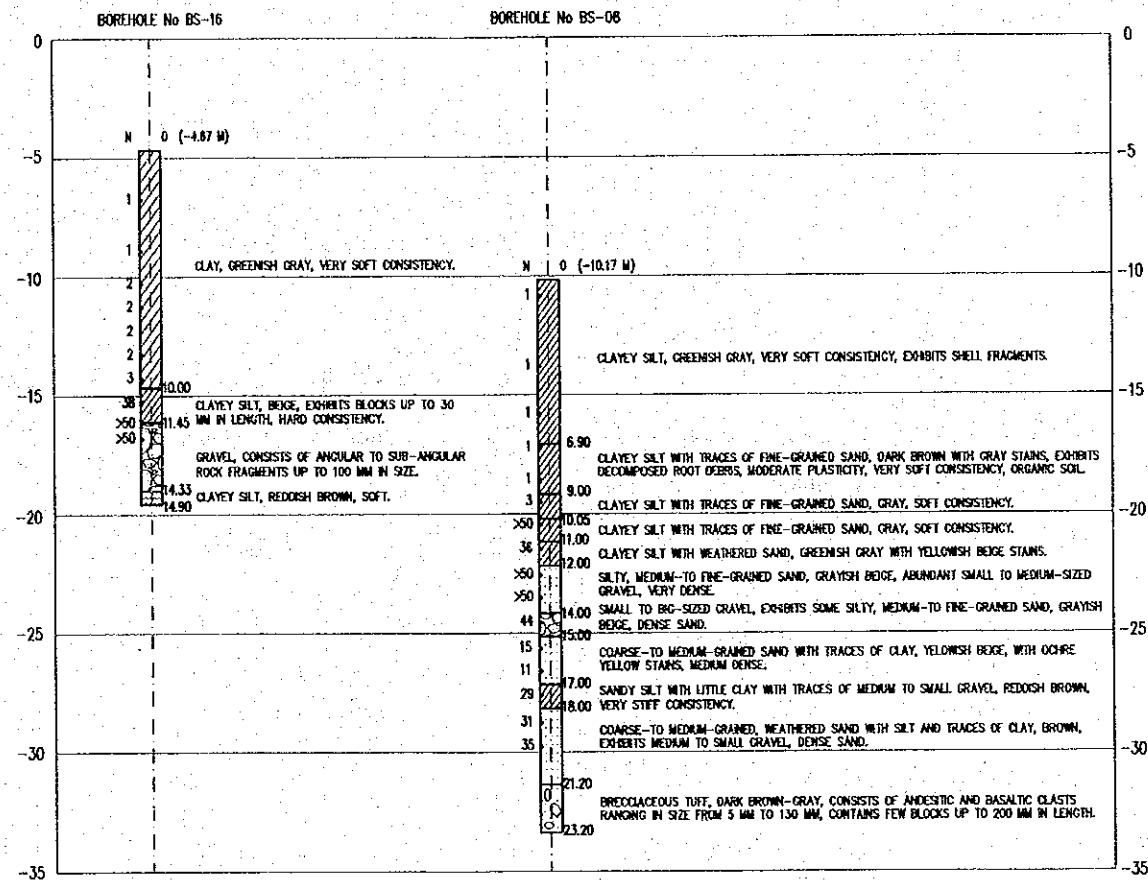 BOREHOLE No BS-16
BOREHOLE No BS-08
0
-5
-10
-15
-20
-25
-30
-35
N 0 (-4.67 M)
1
1
2
2
2
2
3
38
>50
>50
10.00
11.45
14.33
14.90
CLAY, GREENISH GRAY, VERY SOFT CONSISTENCY.
CLAYEY SILT, BEIGE, EXHIBITS BLOCKS UP TO 30
MM IN LENGTH, HARD CONSISTENCY.
GRAVEL, CONSISTS OF ANGULAR TO SUB-ANGULAR
ROCK FRAGMENTS UP TO 100 MM IN SIZE.
CLAYEY SILT, REDDISH BROWN, SOFT.
N 0 (-10.17 M)
1
1
1
1
1
3
>50
36
>50
>50
44
15
11
29
31
35
6.90
9.00
10.05
11.00
12.00
14.00
15.00
17.00
18.00
21.20
23.20
CLAYEY SILT, GREENISH GRAY, VERY SOFT CONSISTENCY, EXHIBITS SHELL FRAGMENTS.
CLAYEY SILT WITH TRACES OF FINE-GRAINED SAND, DARK BROWN WITH GRAY STAINS, EXHIBITS
DECOMPOSED ROOT DEBRIS, MODERATE PLASTICITY, VERY SOFT CONSISTENCY, ORGANIC SOIL.
CLAYEY SILT WITH TRACES OF FINE-GRAINED SAND, GRAY, SOFT CONSISTENCY.
CLAYEY SILT WITH TRACES OF FINE-GRAINED SAND, GRAY, SOFT CONSISTENCY.
CLAYEY SILT WITH WEATHERED SAND, GREENISH GRAY WITH YELLOWISH BEIGE STAINS.
SILTY, MEDIUM-TO FINE-GRAINED SAND, GRAYISH BEIGE, ABUNDANT SMALL TO MEDIUM-SIZED
GRAVEL, VERY DENSE.
SMALL TO BIG-SIZED GRAVEL, EXHIBITS SOME SILTY, MEDIUM-TO FINE-GRAINED SAND, GRAYISH
BEIGE, DENSE SAND.
COARSE-TO MEDIUM-GRAINED SAND WITH TRACES OF CLAY, YELOWISH BEIGE, WITH OCHRE
YELLOW STAINS, MEDIUM DENSE.
SANDY SILT WITH LITTLE CLAY WITH TRACES OF MEDIUM TO SMALL GRAVEL, REDDISH BROWN,
VERY STIFF CONSISTENCY.
COARSE-TO MEDIUM-GRAINED, WEATHERED SAND WITH SILT AND TRACES OF CLAY, BROWN,
EXHIBITS MEDIUM TO SMALL GRAVEL, DENSE SAND.
BRECCIACEOUS TUFF, DARK BROWN-GRAY, CONSISTS OF ANDESITIC AND BASALTIC CLASTS
RANGING IN SIZE FROM 5 MM TO 130 MM, CONTAINS FEW BLOCKS UP TO 200 MM IN LENGTH.
0
-5
-10
-15
-20
-25
-30
-35